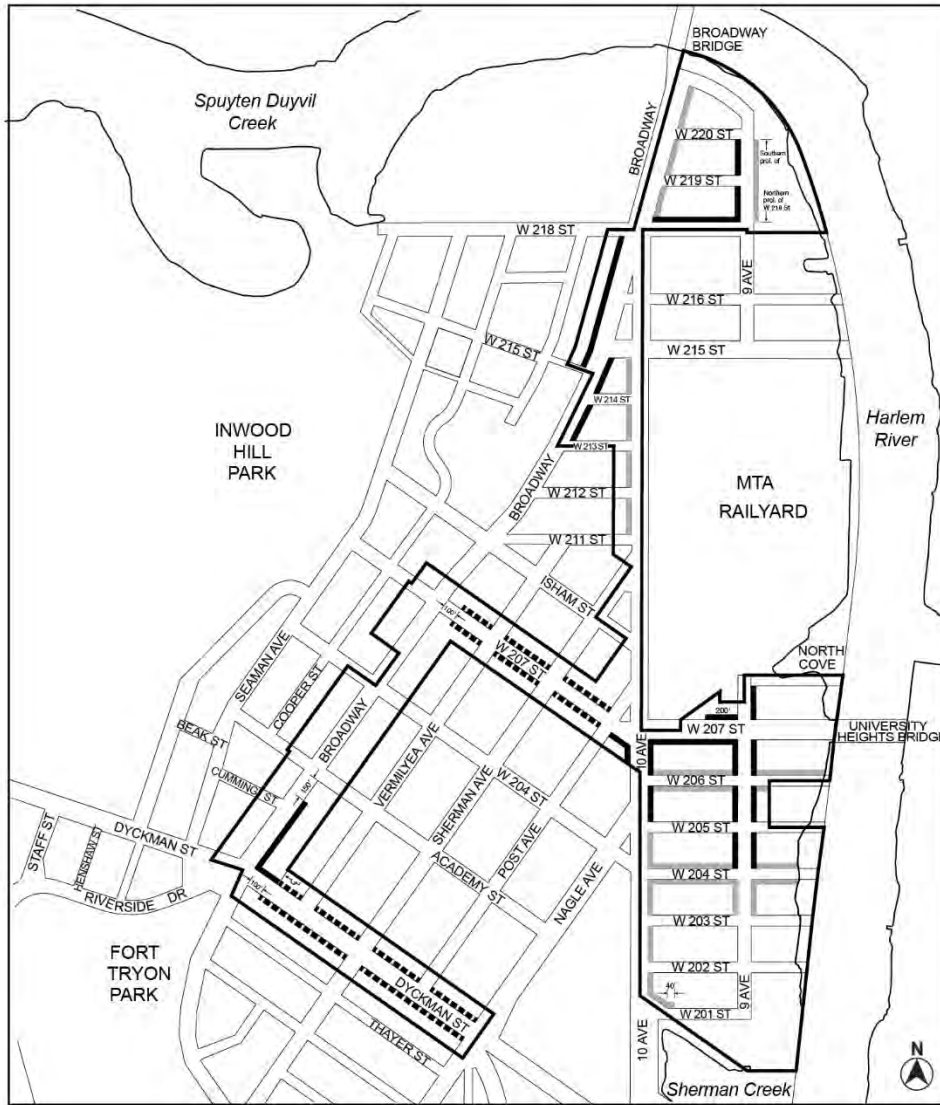 BROADWAY
BRIDGE
Spuyten Duyvil
Creek
BROADWAY
W 220 ST
Southern
prol. of
W 219 ST
Northern
prol. of
W 218 St
W 218 ST
9 AVE
W 216 ST
W 215 ST
W 215 ST
W 214 ST
Harlem
River
INWOOD
HILL
PARK
W 213 ST
BROADWAY
MTA
RAILYARD
W 212 ST
W 211 ST
ISHAM ST
100'
W 207 ST
NORTH
COVE
SEAMAN AVE
COOPER ST
200'
W 207 ST
UNIVERSITY
HEIGHTS BRIDGE
BEAK ST
BROADWAY
10 AVE
VERMILYEA AVE
W 206 ST
CUMMING ST
150'
SHERMAN AVE
W 204 ST
DYCKMAN ST
W 205 ST
STAFF ST
HENSHAW ST
POST AVE
ACADEMY ST
W 204 ST
RIVERSIDE DR
100'
NAGLE AVE
W 203 ST
FORT
TRYON
PARK
W 202 ST
DYCKMAN ST
40'
9 AVE
W 201 ST
THAYER ST
10 AVE
N
Sherman Creek